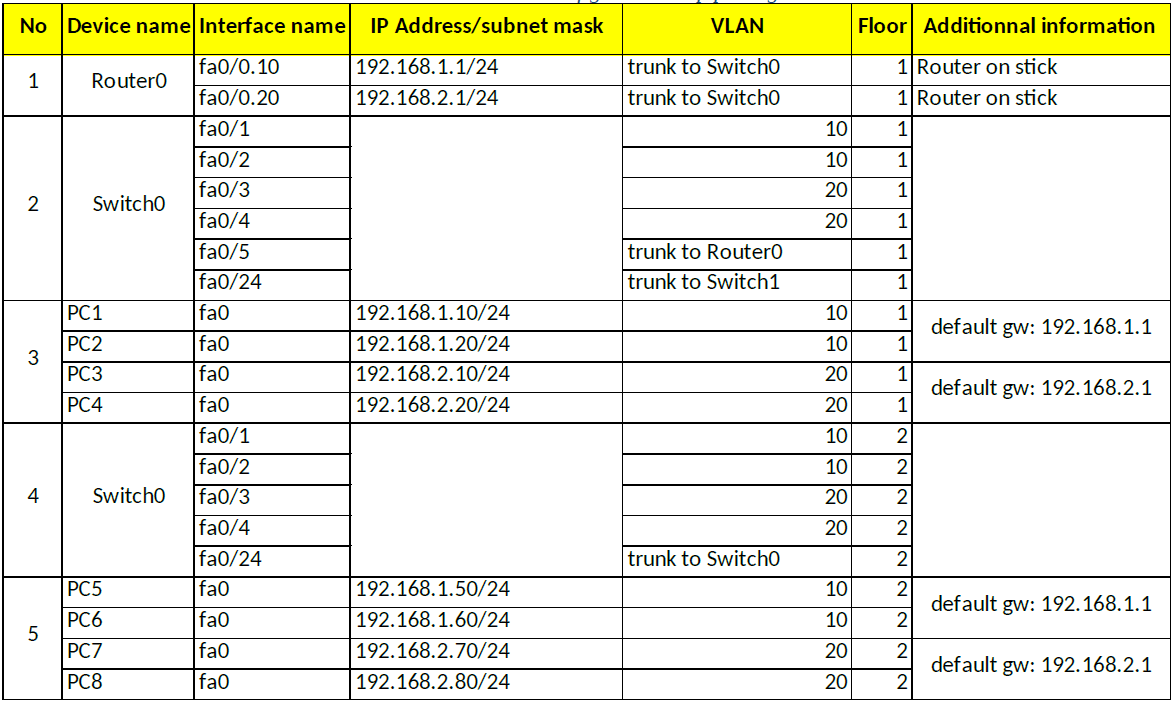 No Device name Interface name IP Address/subnet mask VLAN Floor Additionnal information
1 Router0 fa0/0.10 192.168.1.1/24 trunk to Switch0 1 Router on stick
fa0/0.20 192.168.2.1/24 trunk to Switch0 1 Router on stick
2 Switch0 fa0/1 10 1
fa0/2 10 1
fa0/3 20 1
fa0/4 20 1
fa0/5 trunk to Router0 1
fa0/24 trunk to Switch1 1
3 PC1 fa0 192.168.1.10/24 10 1 default gw: 192.168.1.1
PC2 fa0 192.168.1.20/24 10 1
PC3 fa0 192.168.2.10/24 20 1 default gw: 192.168.2.1
PC4 fa0 192.168.2.20/24 20 1
4 Switch0 fa0/1 10 2
fa0/2 10 2
fa0/3 20 2
fa0/4 20 2
fa0/24 trunk to Switch0 2
5 PC5 fa0 192.168.1.50/24 10 2 default gw: 192.168.1.1
PC6 fa0 192.168.1.60/24 10 2
PC7 fa0 192.168.2.70/24 20 2 default gw: 192.168.2.1
PC8 fa0 192.168.2.80/24 20 2